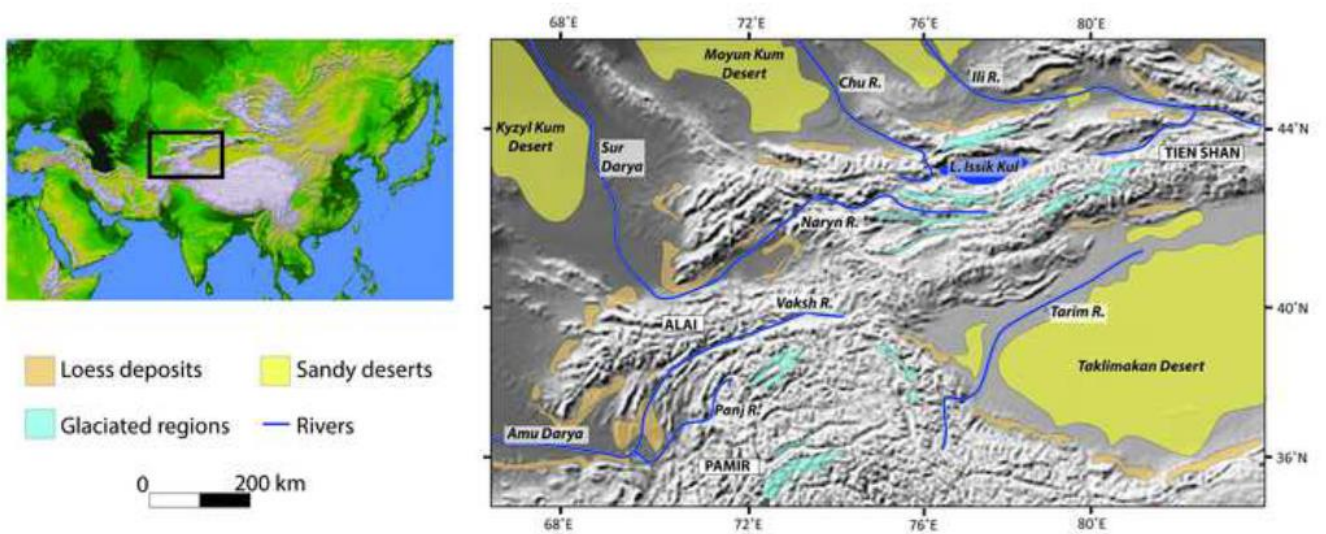 68°E
72°E
76°E
80°E
Moyun Kum
Desert
Chu R.
Ili R.
Kyzyl Kum
Desert
Sur
Darya
44°N
TIEN SHAN
L. Issik Kul
Naryn R.
Vaksh R.
40°N
ALAI
Tarim R.
Taklimakan Desert
Panj R.
Amu Darya
PAMIR
36°N
68°E
72°E
76°E
80°E
Loess deposits
Sandy deserts
Glaciated regions
Rivers
0
200 km